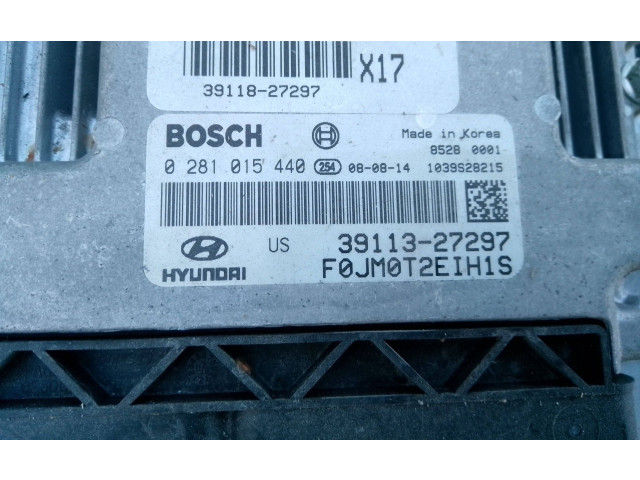 X17
39118-27297
BOSCH
Made in Korea
8528 0001
0 281 015 440 254 08-08-14 1039S28215
US 39113-27297
HYUNDAI F0JM0T2EIH1S